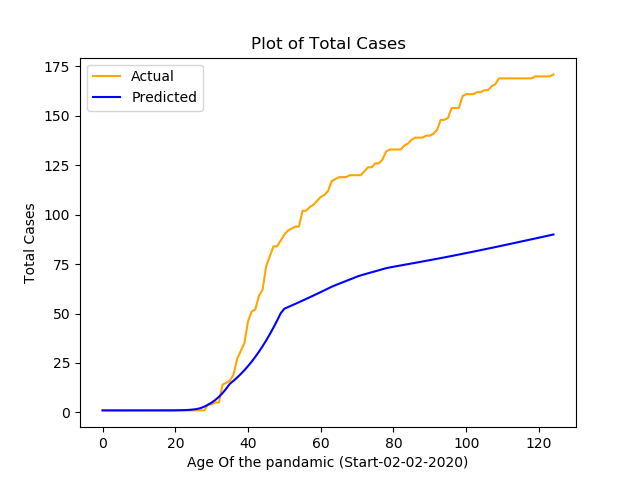 Plot of Total Cases
Actual
Predicted
175
150
125
100
75
50
25
0
Total Cases
0 20 40 60 80 100 120
Age Of the pandamic (Start-02-02-2020)